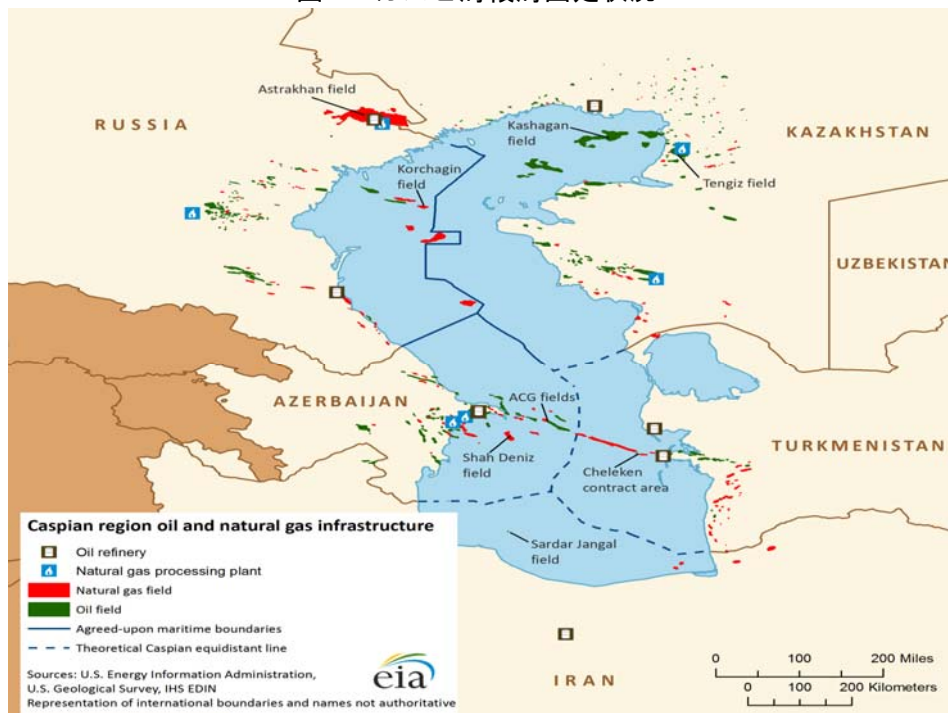 Astrakhan field
RUSSIA
Kashagan
field
KAZAKHSTAN
Korchagin
field
Tengiz field
UZBEKISTAN
AZERBAIJAN
ACG fields
TURKMENISTAN
Shah Deniz
field
Cheleken
contract area
Sardar Jangal
field
IRAN
Caspian region oil and natural gas infrastructure
Oil refinery
Natural gas processing plant
Natural gas field
Oil field
Agreed-upon maritime boundaries
Theoretical Caspian equidistant line
Sources: U.S. Energy Information Administration,
U.S. Geological Survey, IHS EDIN
Representation of international boundaries and names not authoritative
eia
0 100 200 Miles
0 100 200 Kilometers